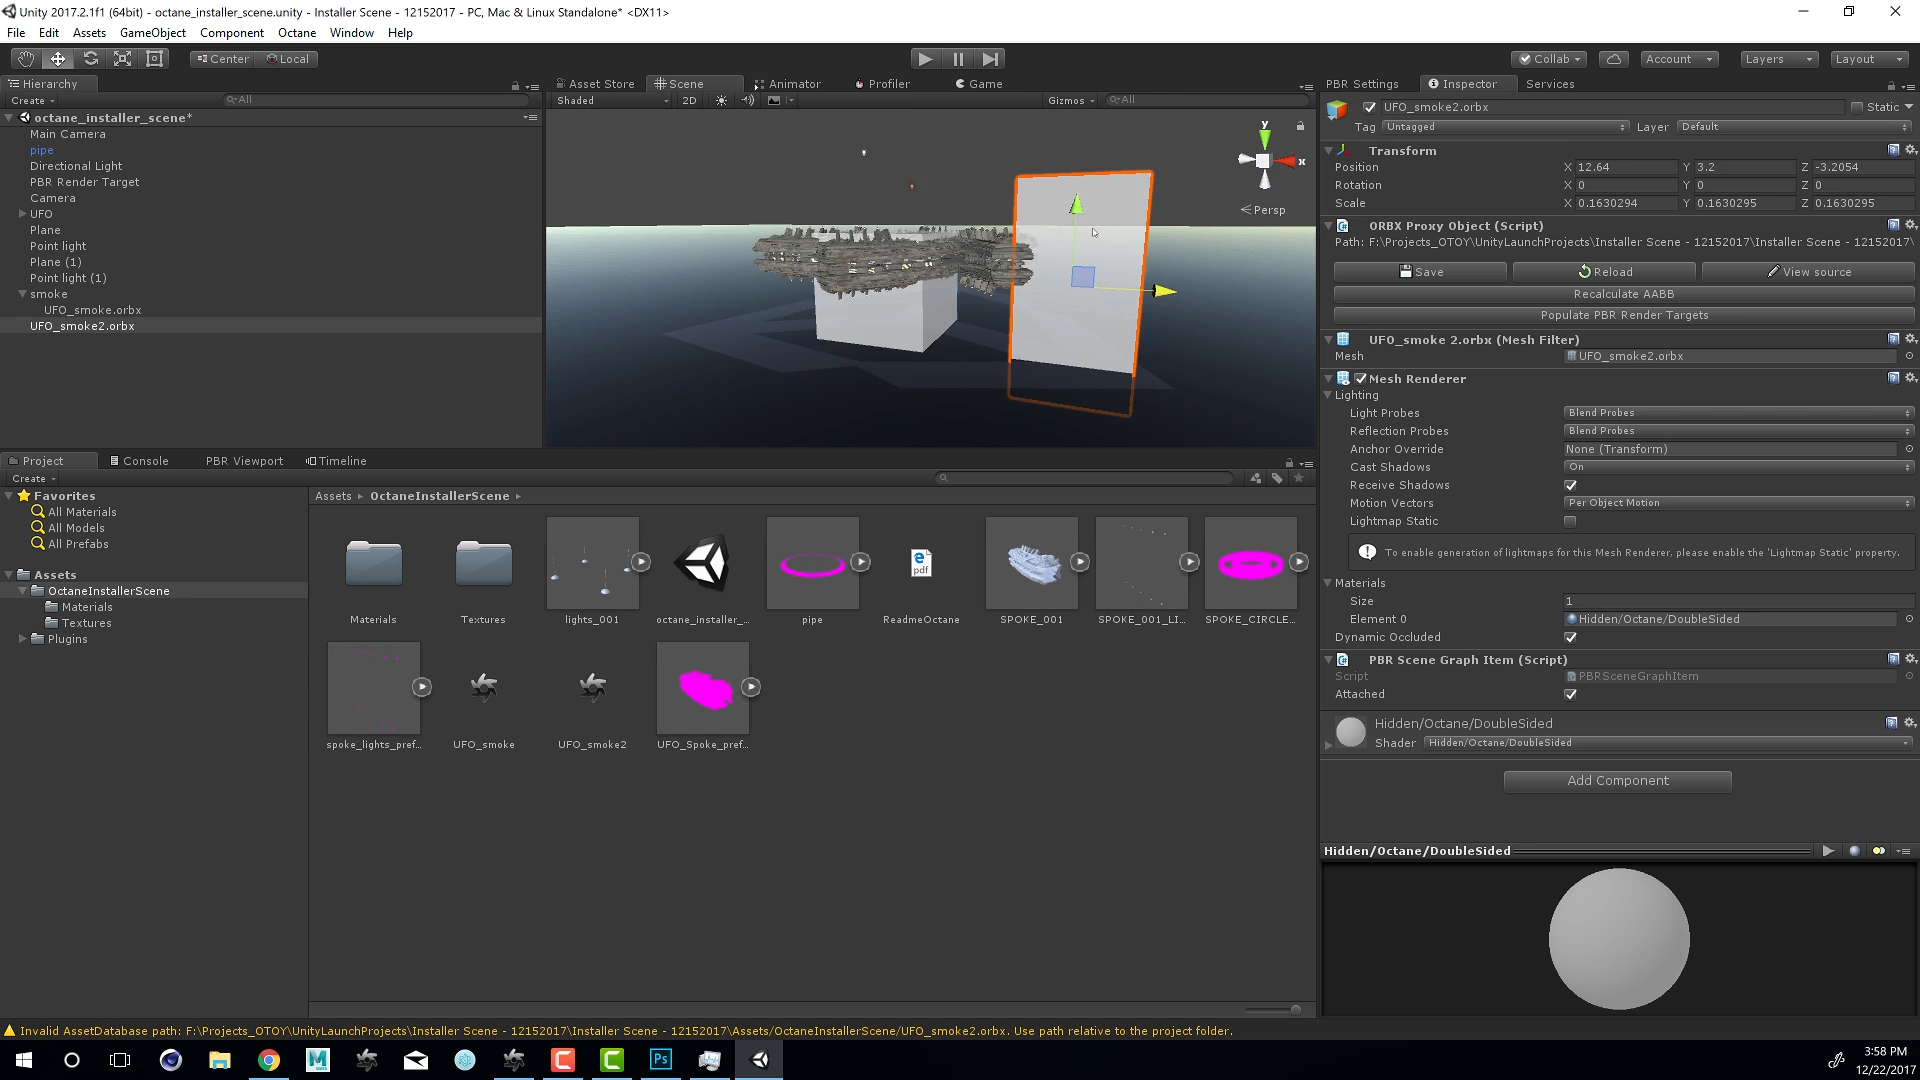 Unity 2017.2.1f1 (64bit) - octane_installer_scene.unity - Installer Scene - 12152017 - PC, Mac & Linux Standalone* <DX11>
File Edit Assets GameObject Component Octane Window Help
Center Local Collab Account Layers Layout
Hierarchy
Create All
octane_installer_scene*
Main Camera
pipe
Directional Light
PBR Render Target
Camera
UFO
Plane
Point light
Plane (1)
Point light (1)
smoke
UFO_smoke.orbx
UFO_smoke2.orbx
Asset Store Scene Animator Profiler Game
Shaded 2D Gizmos All
y
x
Persp
PBR Settings Inspector Services
UFO_smoke2.orbx Static
Tag Untagged Layer Default
Transform
Position X 12.64 Y 3.2 Z -3.2054
Rotation X 0 Y 0 Z 0
Scale X 0.1630294 Y 0.1630295 Z 0.1630295
ORBX Proxy Object (Script)
Path: F:\Projects_OTOY\UnityLaunchProjects\Installer Scene - 12152017\Installer Scene - 12152017\
Save Reload View source
Recalculate AABB
Populate PBR Render Targets
UFO_smoke 2.orbx (Mesh Filter)
Mesh UFO_smoke2.orbx
Mesh Renderer
Lighting
Light Probes Blend Probes
Reflection Probes Blend Probes
Anchor Override None (Transform)
Cast Shadows On
Receive Shadows
Motion Vectors Per Object Motion
Lightmap Static
To enable generation of lightmaps for this Mesh Renderer, please enable the 'Lightmap Static' property.
Materials
Size 1
Element 0 Hidden/Octane/DoubleSided
Dynamic Occluded
PBR Scene Graph Item (Script)
Script PBRSceneGraphItem
Attached
Hidden/Octane/DoubleSided
Shader Hidden/Octane/DoubleSided
Add Component
Hidden/Octane/DoubleSided
Project Console PBR Viewport Timeline
Create
Favorites
All Materials
All Models
All Prefabs
Assets
OctaneInstallerScene
Materials
Textures
Plugins
Assets OctaneInstallerScene
pdf
Materials Textures lights_001 octane_installer_... pipe ReadmeOctane SPOKE_001 SPOKE_001_LI... SPOKE_CIRCLE...
spoke_lights_pref... UFO_smoke UFO_smoke2 UFO_Spoke_pref...
Invalid AssetDatabase path: F:\Projects_OTOY\UnityLaunchProjects\Installer Scene - 12152017\Installer Scene - 12152017\Assets/OctaneInstallerScene/UFO_smoke2.orbx. Use path relative to the project folder.
M
C
C
Ps
3:58 PM
12/22/2017